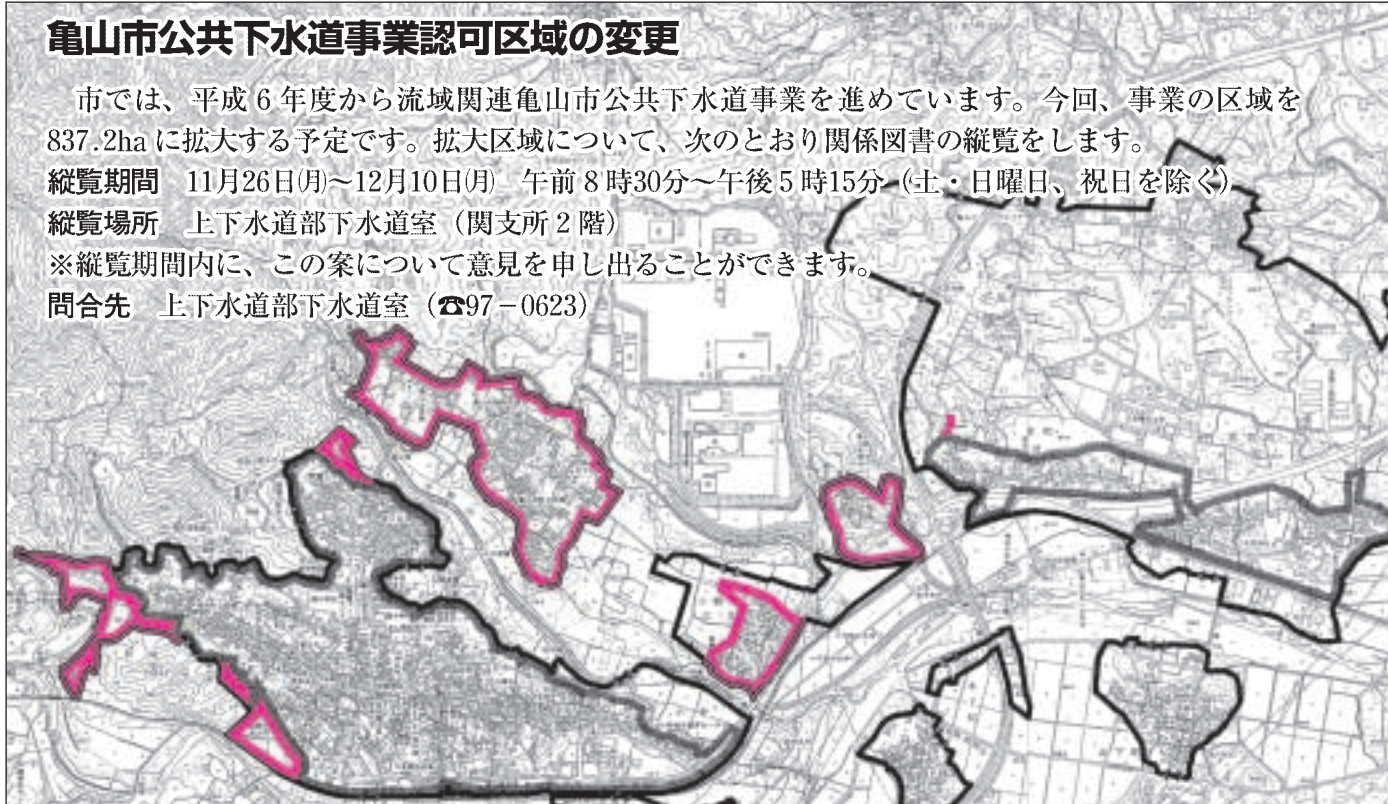 亀山市公共下水道事業認可区域の変更
　市では、平成6年度から流域関連亀山市公共下水道事業を進めています。今回、事業の区域を
837.2haに拡大する予定です。拡大区域について、次のとおり関係図書の縦覧をします。
縦覧期間　11月26日㈪～12月10日㈪　午前8時30分～午後5時15分（土・日曜日、祝日を除く）
縦覧場所　上下水道部下水道室（関支所2階）
※縦覧期間内に、この案について意見を申し出ることができます。
問合先　上下水道部下水道室（☎97－0623）